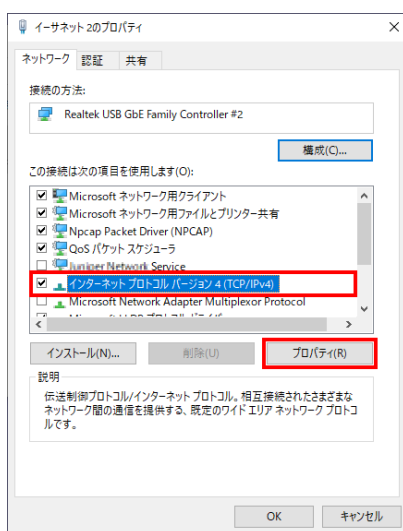 イーサネット 2のプロパティ
ネットワーク 認証 共有
接続の方法:
Realtek USB GbE Family Controller #2
構成(C)...
この接続は次の項目を使用します(O):
Microsoft ネットワーク用クライアント
Microsoft ネットワーク用ファイルとプリンター共有
Npcap Packet Driver (NPCAP)
QoS パケット スケジューラ
Juniper Network Service
インターネット プロトコル バージョン 4 (TCP/IPv4)
Microsoft Network Adapter Multiplexor Protocol
インストール(N)... 削除(U) プロパティ(R)
説明
伝送制御プロトコル/インターネット プロトコル。相互接続されたさまざまな
ネットワーク間の通信を提供する、既定のワイド エリア ネットワーク プロトコ
ルです。
OK キャンセル